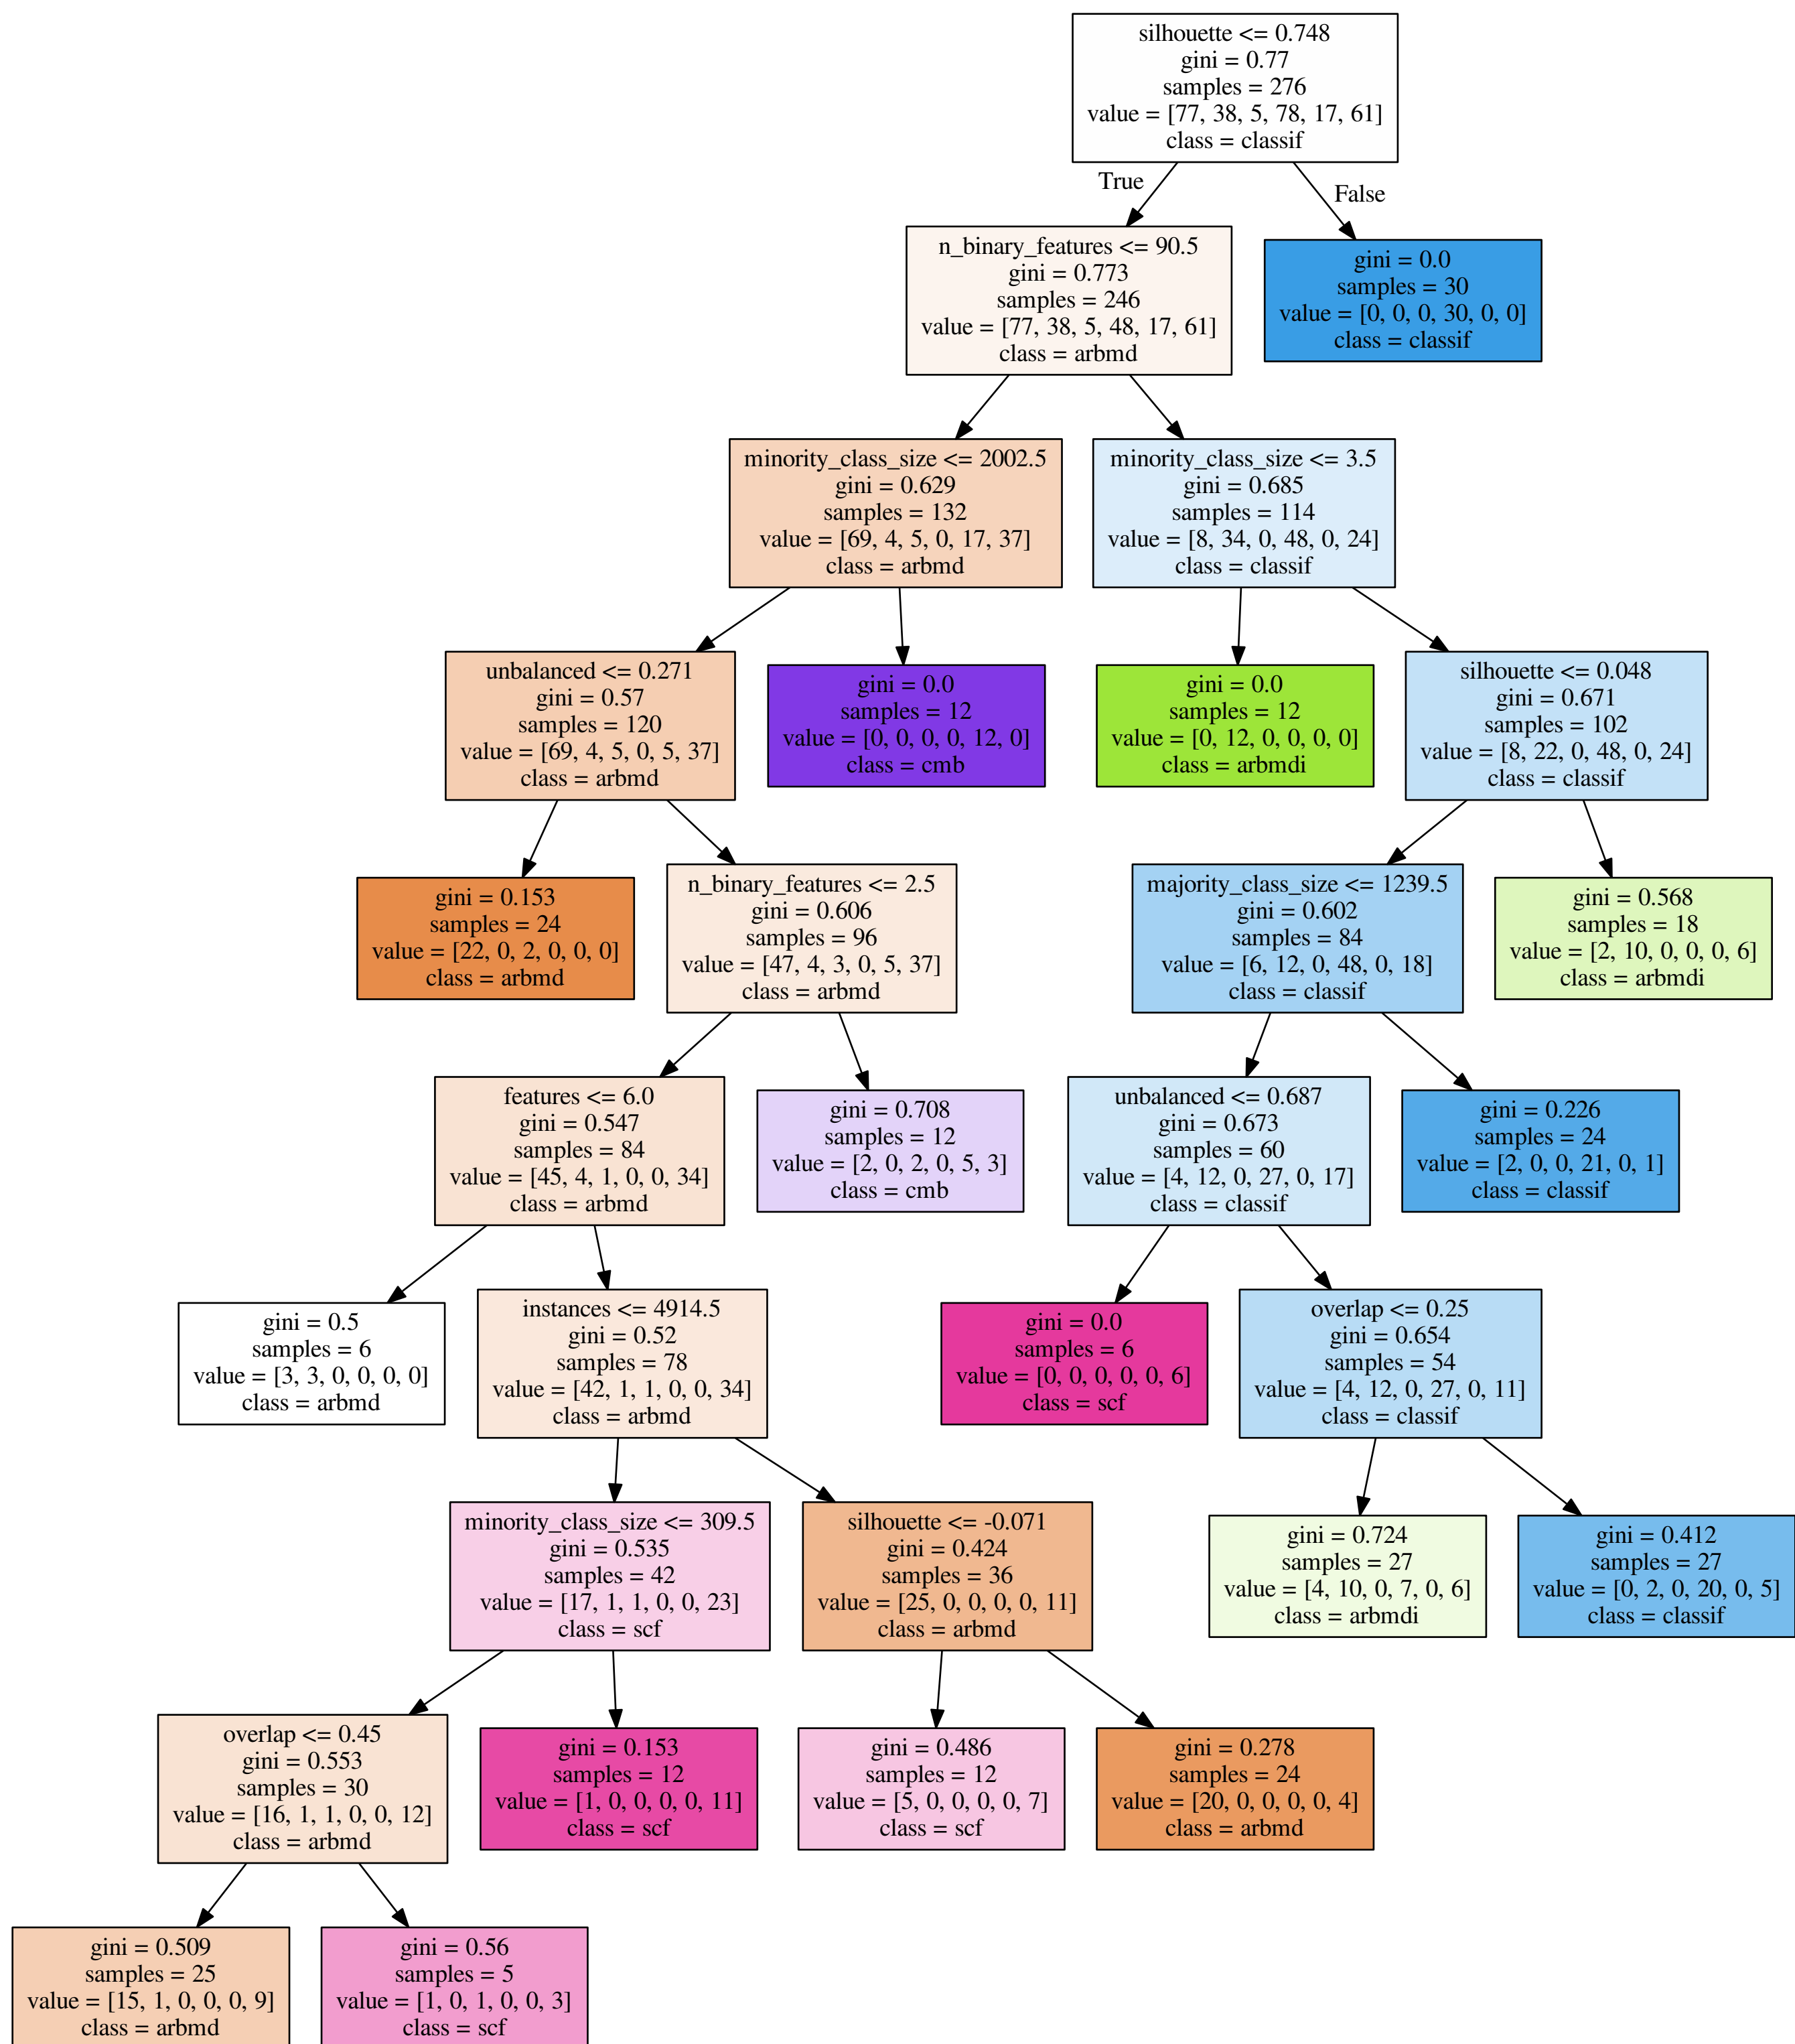 silhouette <= 0.748
gini = 0.77
samples = 276
value = [77, 38, 5, 78, 17, 61]
class = classif
True
False
n_binary_features <= 90.5
gini = 0.773
samples = 246
value = [77, 38, 5, 48, 17, 61]
class = arbmd
gini = 0.0
samples = 30
value = [0, 0, 0, 30, 0, 0]
class = classif
minority_class_size <= 2002.5
gini = 0.629
samples = 132
value = [69, 4, 5, 0, 17, 37]
class = arbmd
minority_class_size <= 3.5
gini = 0.685
samples = 114
value = [8, 34, 0, 48, 0, 24]
class = classif
unbalanced <= 0.271
gini = 0.57
samples = 120
value = [69, 4, 5, 0, 5, 37]
class = arbmd
gini = 0.0
samples = 12
value = [0, 0, 0, 0, 12, 0]
class = cmb
gini = 0.0
samples = 12
value = [0, 12, 0, 0, 0, 0]
class = arbmdi
silhouette <= 0.048
gini = 0.671
samples = 102
value = [8, 22, 0, 48, 0, 24]
class = classif
gini = 0.153
samples = 24
value = [22, 0, 2, 0, 0, 0]
class = arbmd
n_binary_features <= 2.5
gini = 0.606
samples = 96
value = [47, 4, 3, 0, 5, 37]
class = arbmd
majority_class_size <= 1239.5
gini = 0.602
samples = 84
value = [6, 12, 0, 48, 0, 18]
class = classif
gini = 0.568
samples = 18
value = [2, 10, 0, 0, 0, 6]
class = arbmdi
features <= 6.0
gini = 0.547
samples = 84
value = [45, 4, 1, 0, 0, 34]
class = arbmd
gini = 0.708
samples = 12
value = [2, 0, 2, 0, 5, 3]
class = cmb
unbalanced <= 0.687
gini = 0.673
samples = 60
value = [4, 12, 0, 27, 0, 17]
class = classif
gini = 0.226
samples = 24
value = [2, 0, 0, 21, 0, 1]
class = classif
gini = 0.5
samples = 6
value = [3, 3, 0, 0, 0, 0]
class = arbmd
instances <= 4914.5
gini = 0.52
samples = 78
value = [42, 1, 1, 0, 0, 34]
class = arbmd
gini = 0.0
samples = 6
value = [0, 0, 0, 0, 0, 6]
class = scf
overlap <= 0.25
gini = 0.654
samples = 54
value = [4, 12, 0, 27, 0, 11]
class = classif
minority_class_size <= 309.5
gini = 0.535
samples = 42
value = [17, 1, 1, 0, 0, 23]
class = scf
silhouette <= -0.071
gini = 0.424
samples = 36
value = [25, 0, 0, 0, 0, 11]
class = arbmd
gini = 0.724
samples = 27
value = [4, 10, 0, 7, 0, 6]
class = arbmdi
gini = 0.412
samples = 27
value = [0, 2, 0, 20, 0, 5]
class = classif
overlap <= 0.45
gini = 0.553
samples = 30
value = [16, 1, 1, 0, 0, 12]
class = arbmd
gini = 0.153
samples = 12
value = [1, 0, 0, 0, 0, 11]
class = scf
gini = 0.486
samples = 12
value = [5, 0, 0, 0, 0, 7]
class = scf
gini = 0.278
samples = 24
value = [20, 0, 0, 0, 0, 4]
class = arbmd
gini = 0.509
samples = 25
value = [15, 1, 0, 0, 0, 9]
class = arbmd
gini = 0.56
samples = 5
value = [1, 0, 1, 0, 0, 3]
class = scf